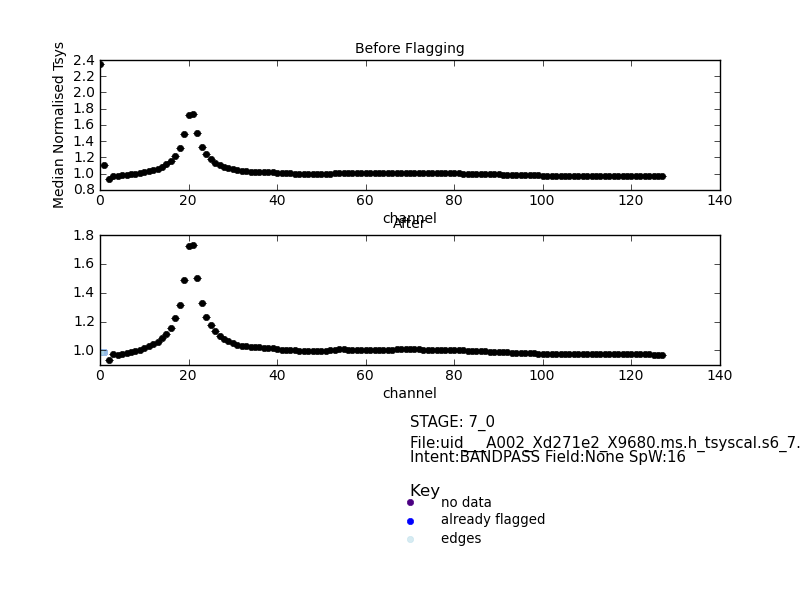 Before Flagging
Median Normalised Tsys
2.4
2.2
2.0
1.8
1.6
1.4
1.2
1.0
0.8
0 20 40 60 80 100 120 140
channel
After
1.8
1.6
1.4
1.2
1.0
0 20 40 60 80 100 120 140
channel
STAGE: 7_0
File:uid___A002_Xd271e2_X9680.ms.h_tsyscal.s6_7.
Intent:BANDPASS Field:None SpW:16
Key
no data
already flagged
edges